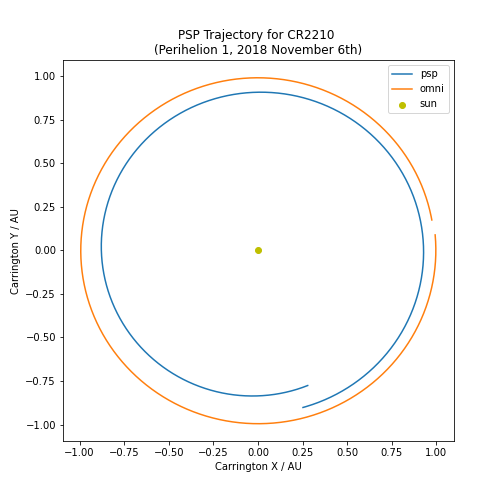 PSP Trajectory for CR2210
(Perihelion 1, 2018 November 6th)
psp
omni
sun
1.00
0.75
0.50
0.25
0.00
−0.25
−0.50
−0.75
−1.00
Carrington Y / AU
−1.00 −0.75 −0.50 −0.25 0.00 0.25 0.50 0.75 1.00
Carrington X / AU